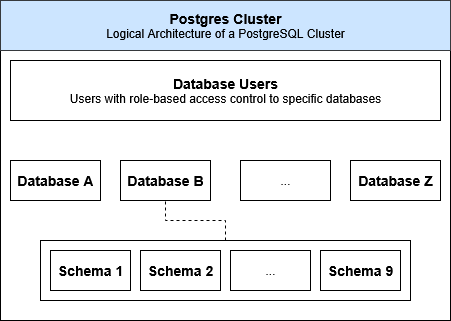 Postgres Cluster
Logical Architecture of a PostgreSQL Cluster
Database Users
Users with role-based access control to specific databases
Database A
Database B
...
Database Z
Schema 1
Schema 2
...
Schema 9